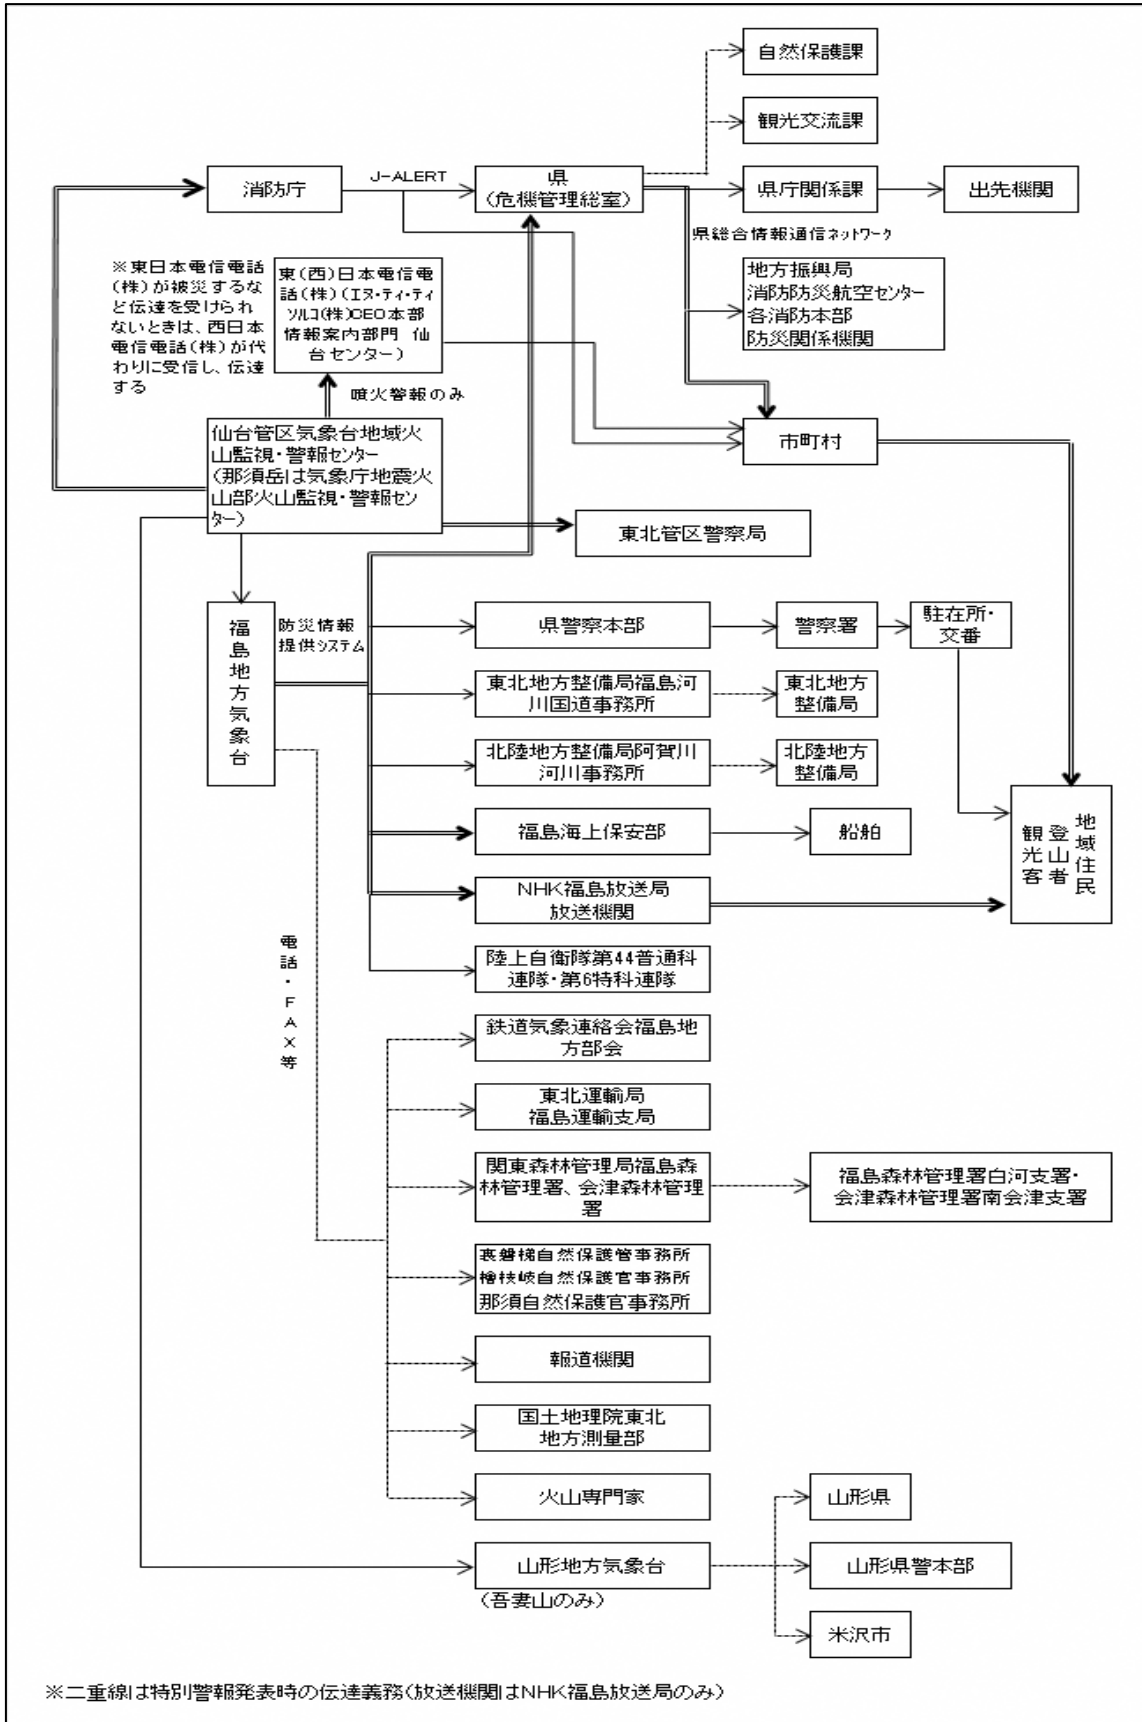 自然保護課
観光交流課
消防庁
J-ALERT
県
(危機管理総室)
県庁関係課
出先機関
県総合情報通信ネットワーク
※東日本電信電話
(株)が被災するな
ど伝達を受けられ
ないときは、西日本
電信電話(株)が代
わりに受信し、伝達
する
東(西)日本電信電
話(株)(エヌ・ティ・ティ
ソルコ(株)CEO本部
情報案内部門 仙
台センター)
地方振興局
消防防災航空センター
各消防本部
防災関係機関
噴火警報のみ
仙台管区気象台地域火
山監視・警報センター
(那須岳は気象庁地震火
山部火山監視・警報セン
ター)
市町村
東北管区警察局
福島地方気象台
防災情報
提供システム
県警察本部
警察署
駐在所・
交番
東北地方整備局福島河
川国道事務所
東北地方
整備局
北陸地方整備局阿賀川
河川事務所
北陸地方
整備局
福島海上保安部
船舶
地域住民
登山者
観光客
NHK福島放送局
放送機関
電話・FAX等
陸上自衛隊第44普通科
連隊・第6特科連隊
鉄道気象連絡会福島地
方部会
東北運輸局
福島運輸支局
関東森林管理局福島森
林管理署、会津森林管理
署
福島森林管理署白河支署・
会津森林管理署南会津支署
裏磐梯自然保護管事務所
檜枝岐自然保護官事務所
那須自然保護官事務所
報道機関
国土地理院東北
地方測量部
火山専門家
山形県
山形地方気象台
(吾妻山のみ)
山形県警本部
米沢市
※二重線は特別警報発表時の伝達義務(放送機関はNHK福島放送局のみ)